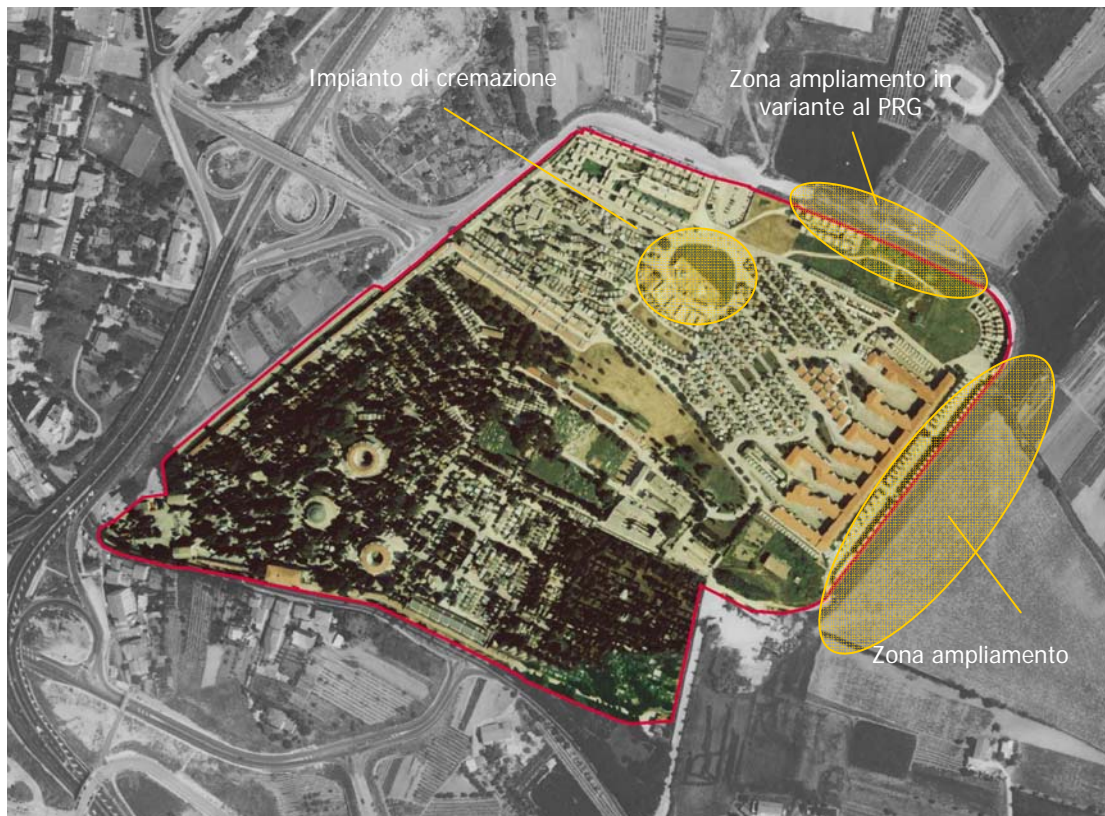 Impianto di cremazione
Zona ampliamento in
variante al PRG
Zona ampliamento